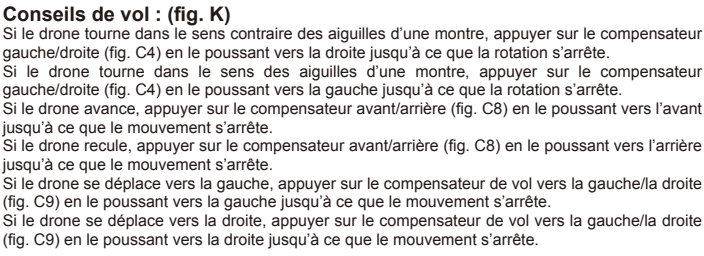 Conseils de vol : (fig. K)
Si le drone tourne dans le sens contraire des aiguilles d’une montre, appuyer sur le compensateur
gauche/droite (fig. C4) en le poussant vers la droite jusqu’à ce que la rotation s’arrête.
Si le drone tourne dans le sens des aiguilles d’une montre, appuyer sur le compensateur
gauche/droite (fig. C4) en le poussant vers la gauche jusqu’à ce que la rotation s’arrête.
Si le drone avance, appuyer sur le compensateur avant/arrière (fig. C8) en le poussant vers l’avant
jusqu’à ce que le mouvement s’arrête.
Si le drone recule, appuyer sur le compensateur avant/arrière (fig. C8) en le poussant vers l’arrière
jusqu’à ce que le mouvement s’arrête.
Si le drone se déplace vers la gauche, appuyer sur le compensateur de vol vers la gauche/la droite
(fig. C9) en le poussant vers la gauche jusqu’à ce que le mouvement s’arrête.
Si le drone se déplace vers la droite, appuyer sur le compensateur de vol vers la gauche/la droite
(fig. C9) en le poussant vers la droite jusqu’à ce que le mouvement s’arrête.